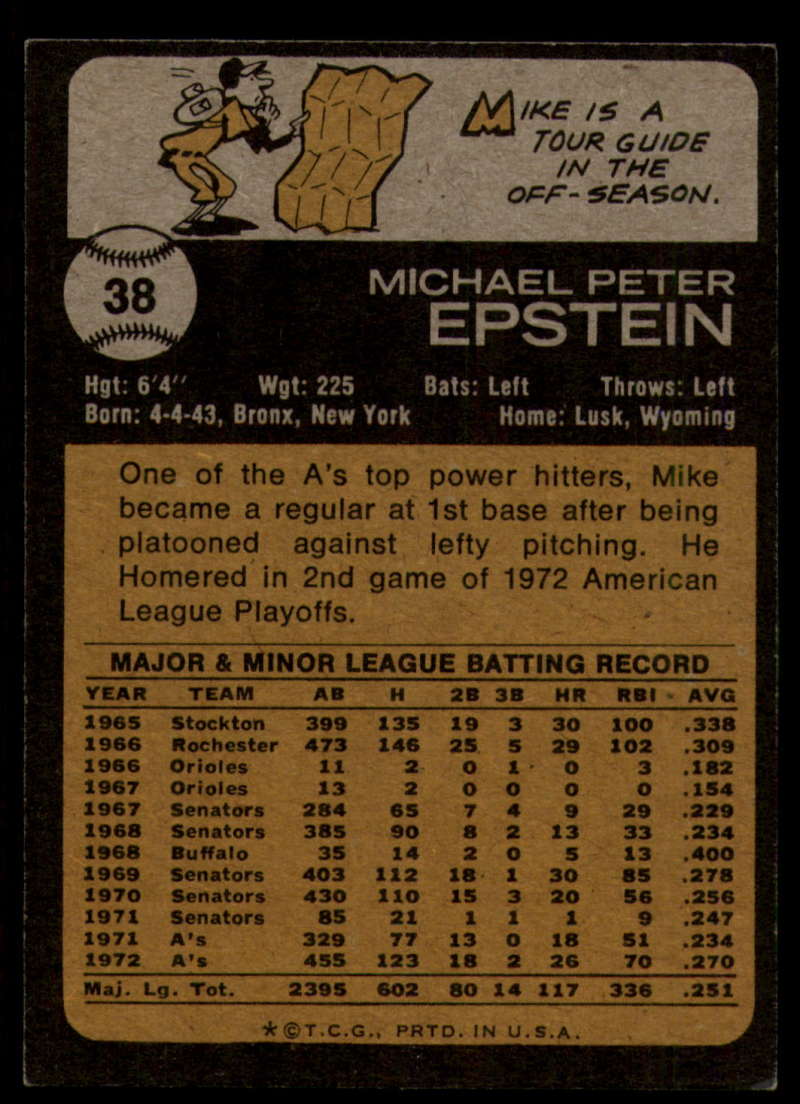 MIKE IS A
TOUR GUIDE
IN THE
OFF-SEASON.
38
MICHAEL PETER
EPSTEIN
Hgt: 6'4" Wgt: 225 Bats: Left Throws: Left
Born: 4-4-43, Bronx, New York Home: Lusk, Wyoming
One of the A's top power hitters, Mike
became a regular at 1st base after being
platooned against lefty pitching. He
Homered in 2nd game of 1972 American
League Playoffs.
MAJOR & MINOR LEAGUE BATTING RECORD
YEAR TEAM AB H 2B 3B HR RBI AVG
1965 Stockton 399 135 19 3 30 100 .338
1966 Rochester 473 146 25 5 29 102 .309
1966 Orioles 11 2 0 1 0 3 .182
1967 Orioles 13 2 0 0 0 0 .154
1967 Senators 284 65 7 4 9 29 .229
1968 Senators 385 90 8 2 13 33 .234
1968 Buffalo 35 14 2 0 5 13 .400
1969 Senators 403 112 18 1 30 85 .278
1970 Senators 430 110 15 3 20 56 .256
1971 Senators 85 21 1 1 1 9 .247
1971 A's 329 77 13 0 18 51 .234
1972 A's 455 123 18 2 26 70 .270
Maj. Lg. Tot. 2395 602 80 14 117 336 .251
*©T.C.G., PRTD. IN U.S.A.